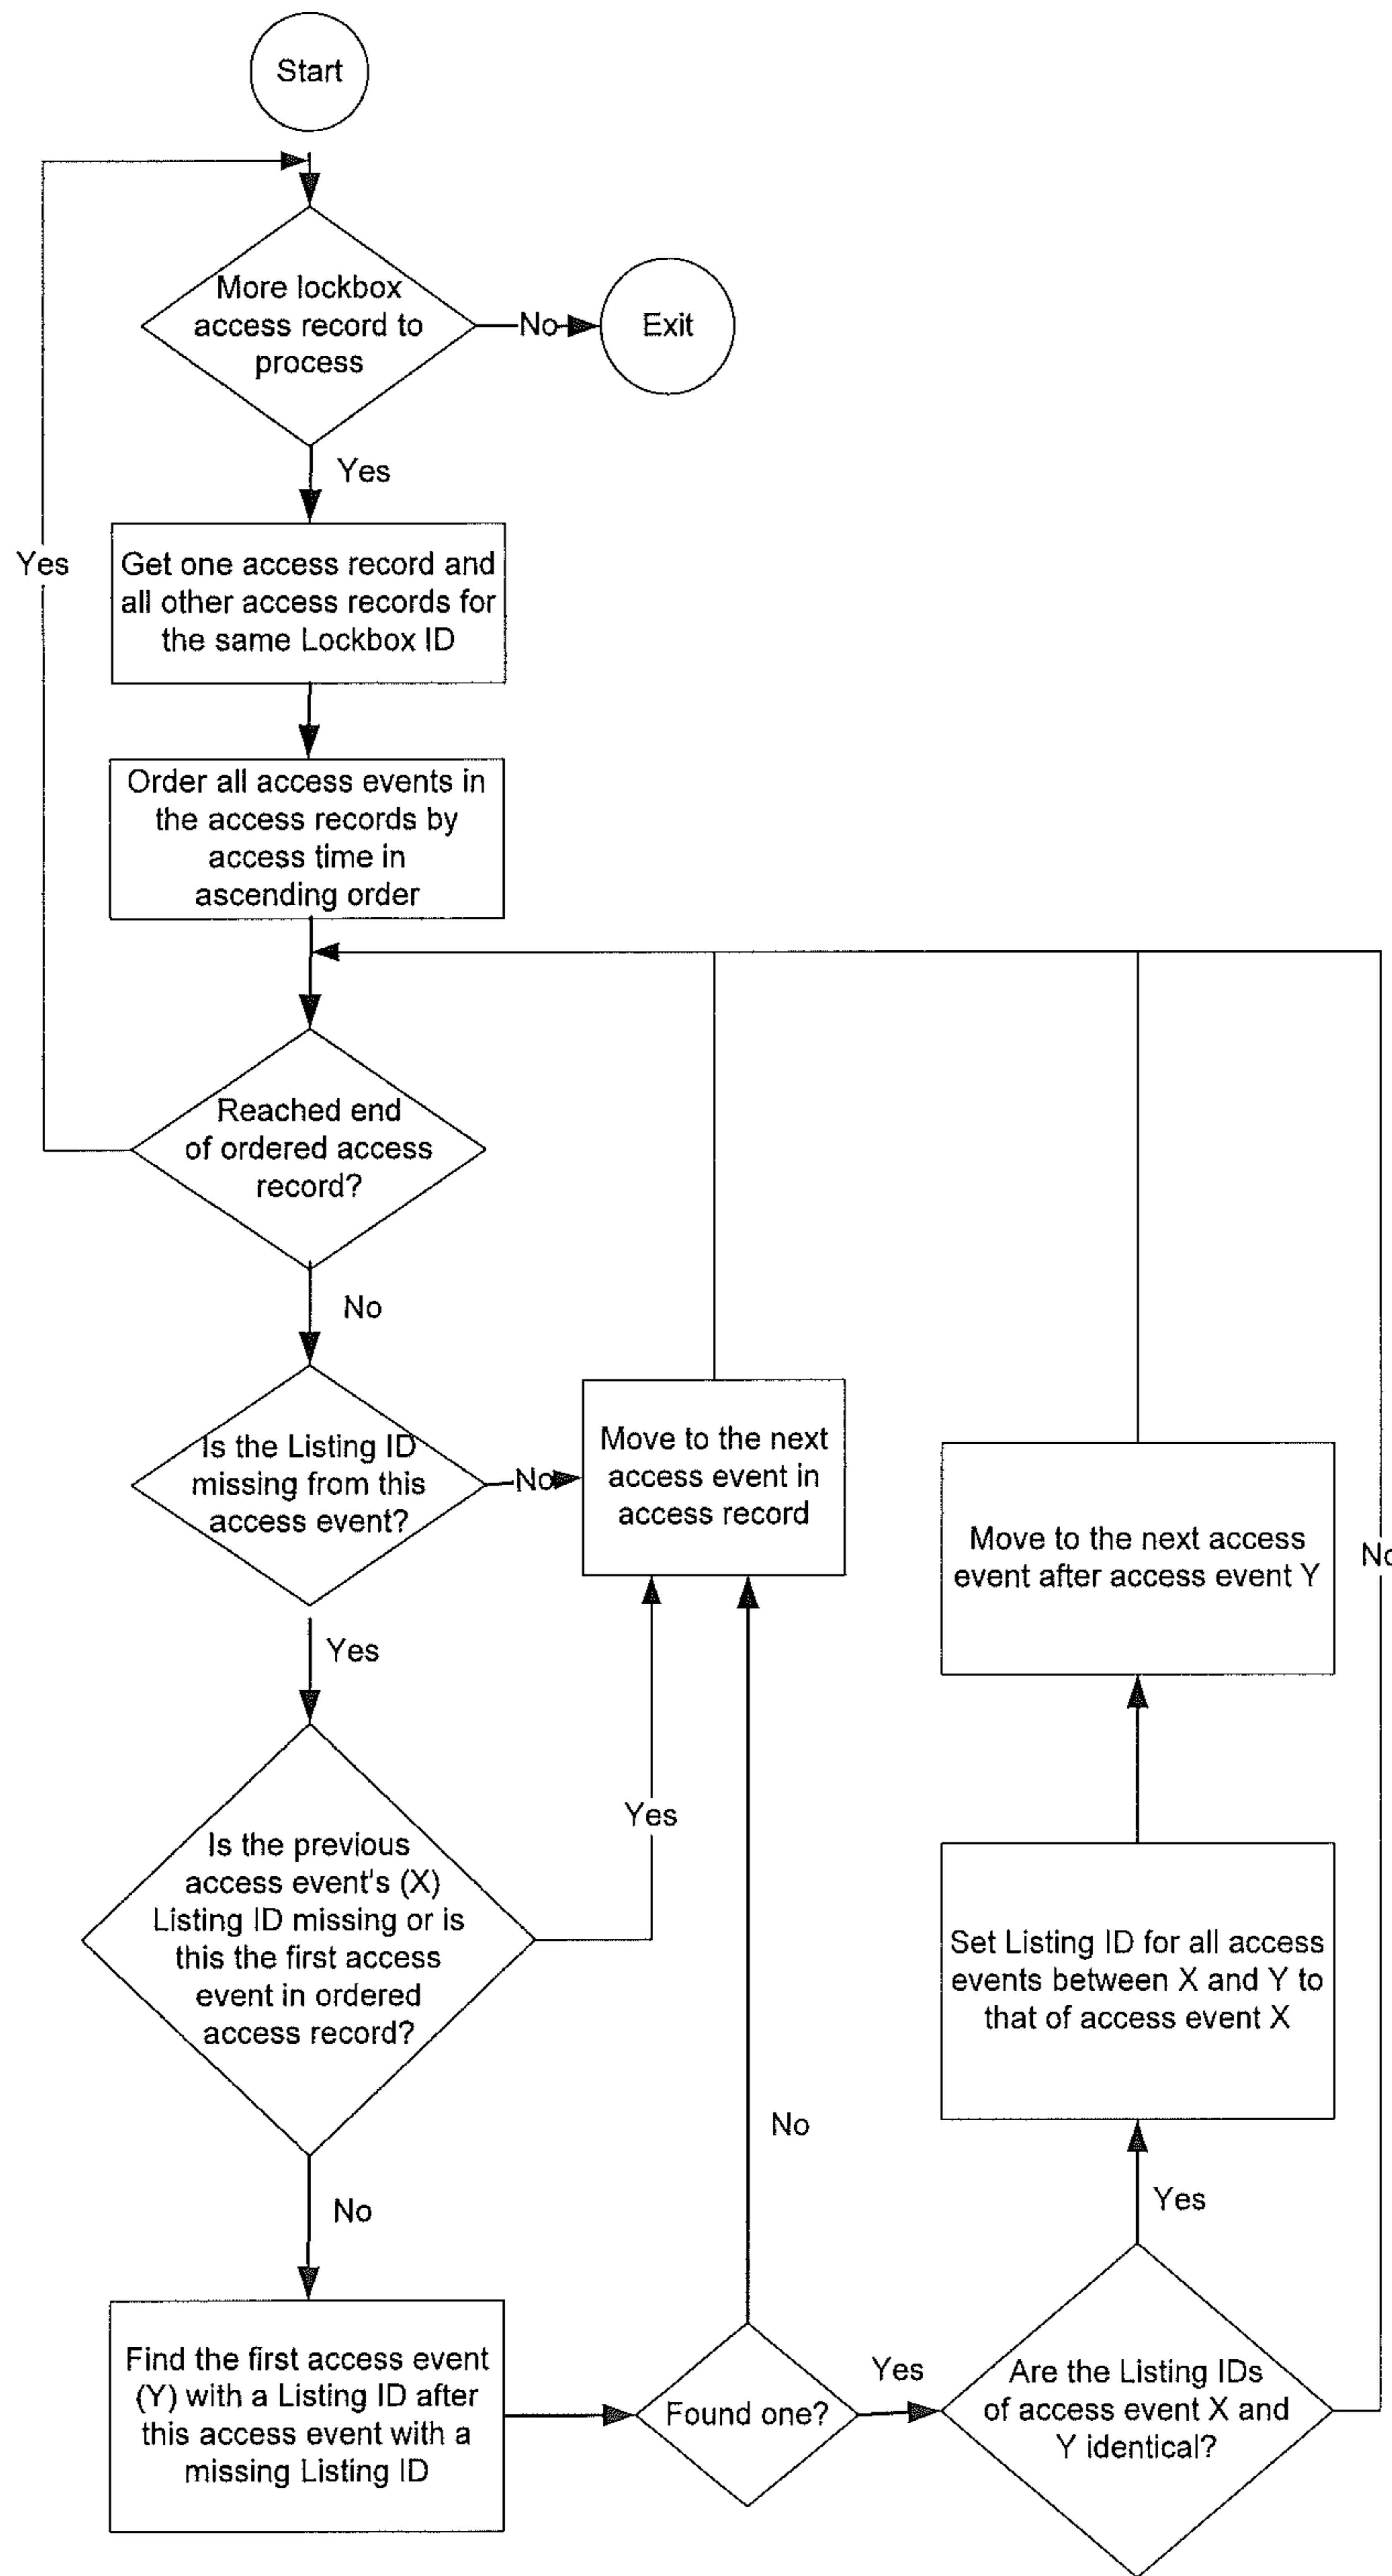 Start
More lockbox
access record to
process
No
Exit
Yes
Get one access record and
all other access records for
the same Lockbox ID
Yes
Order all access events in
the access records by
access time in
ascending order
Reached end
of ordered access
record?
No
Is the Listing ID
missing from this
access event?
No
Move to the next
access event in
access record
Move to the next access
event after access event Y
No
Yes
Is the previous
access event's (X)
Listing ID missing or is
this the first access
event in ordered
access record?
Yes
Set Listing ID for all access
events between X and Y to
that of access event X
No
No
Yes
Find the first access event
(Y) with a Listing ID after
this access event with a
missing Listing ID
Found one?
Yes
Are the Listing IDs
of access event X and
Y identical?